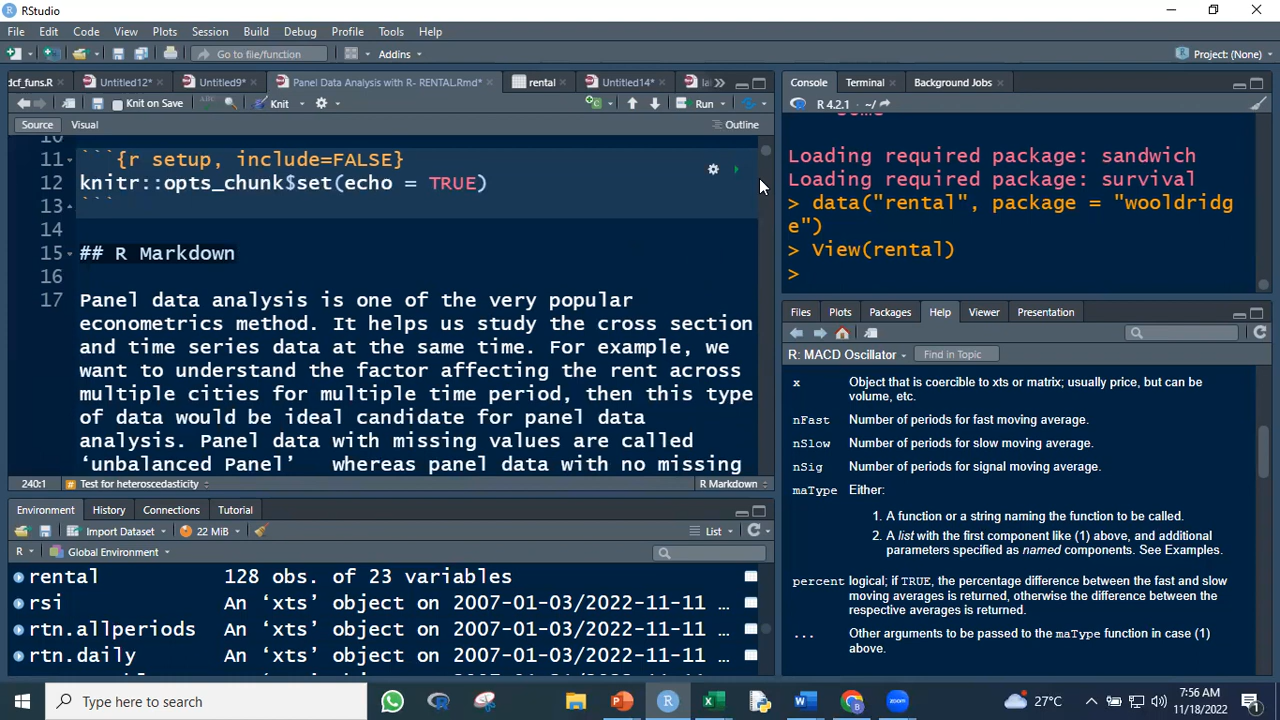 RStudio
File Edit Code View Plots Session Build Debug Profile Tools Help
Go to file/function Addins Project: (None)
dcf_funs.R Untitled12* Untitled9* Panel Data Analysis with R- RENTAL.Rmd* rental Untitled14*
Knit on Save Knit Run
Source Visual Outline
11 ```{r setup, include=FALSE}
12 knitr::opts_chunk$set(echo = TRUE)
13 ```
14
15 ## R Markdown
16
17 Panel data analysis is one of the very popular
econometrics method. It helps us study the cross section
and time series data at the same time. For example, we
want to understand the factor affecting the rent across
multiple cities for multiple time period, then this type
of data would be ideal candidate for panel data
analysis. Panel data with missing values are called
‘unbalanced Panel’ whereas panel data with no missing
240:1 Test for heteroscedasticity R Markdown
Environment History Connections Tutorial
Import Dataset 22 MiB List
R Global Environment
rental 128 obs. of 23 variables
rsi An ‘xts’ object on 2007-01-03/2022-11-11 …
rtn.allperiods An ‘xts’ object on 2007-01-03/2022-11-11 …
rtn.daily An ‘xts’ object on 2007-01-03/2022-11-11 …
Console Terminal Background Jobs
R 4.2.1 · ~/
Loading required package: sandwich
Loading required package: survival
> data("rental", package = "wooldridg
e")
> View(rental)
>
Files Plots Packages Help Viewer Presentation
R: MACD Oscillator Find in Topic
x Object that is coercible to xts or matrix; usually price, but can be
volume, etc.
nFast Number of periods for fast moving average.
nSlow Number of periods for slow moving average.
nSig Number of periods for signal moving average.
maType Either:
1. A function or a string naming the function to be called.
2. A list with the first component like (1) above, and additional
parameters specified as named components. See Examples.
percent logical; if TRUE, the percentage difference between the fast and slow
moving averages is returned, otherwise the difference between the
respective averages is returned.
... Other arguments to be passed to the maType function in case (1)
above.
Type here to search
27°C
7:56 AM
11/18/2022